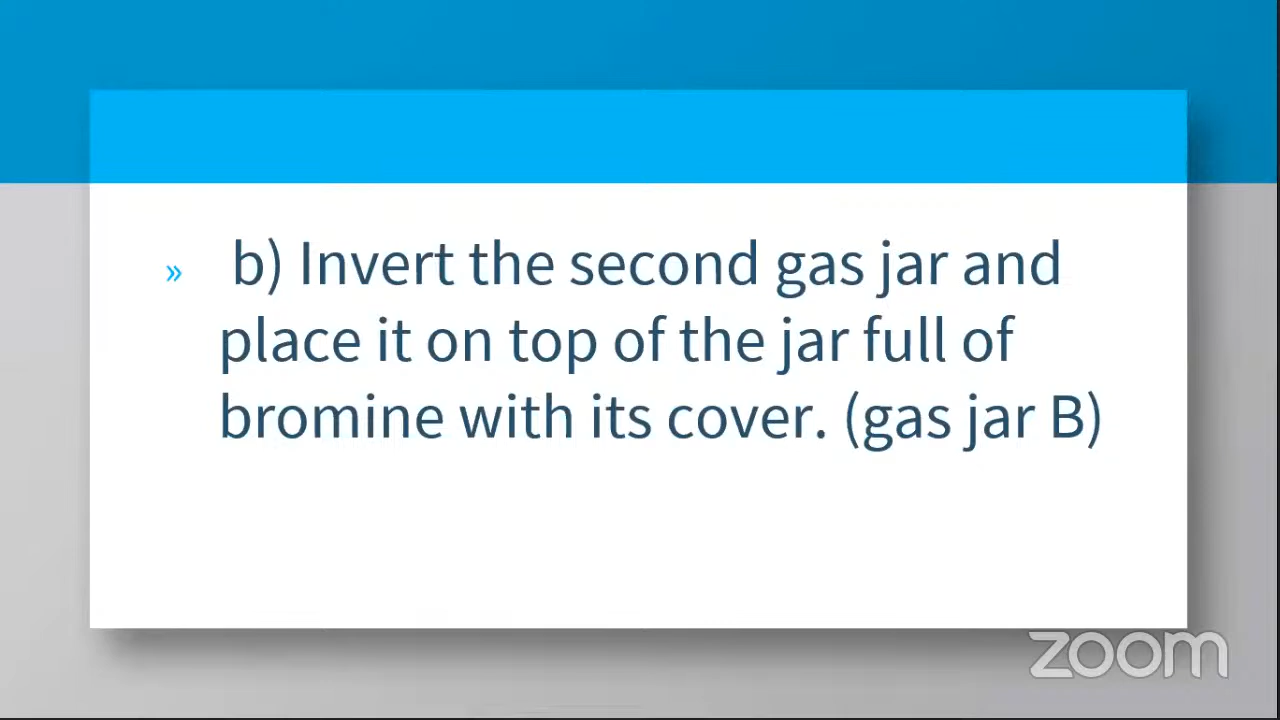 » b) Invert the second gas jar and
place it on top of the jar full of
bromine with its cover. (gas jar B)
zoom